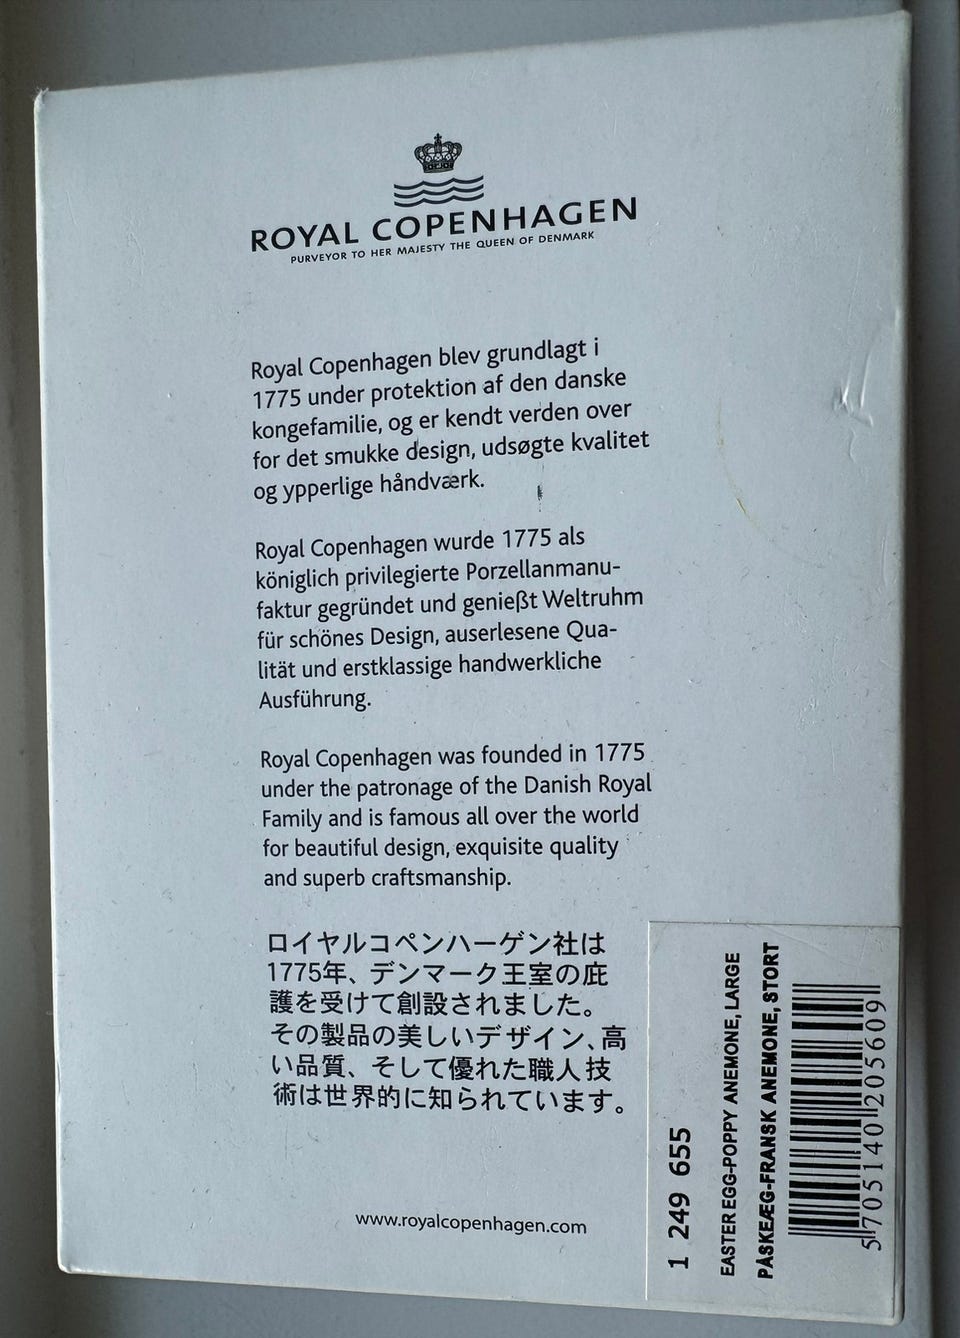 ROYAL COPENHAGEN
PURVEYOR TO HER MAJESTY THE QUEEN OF DENMARK
Royal Copenhagen blev grundlagt i
1775 under protektion af den danske
kongefamilie, og er kendt verden over
for det smukke design, udsøgte kvalitet
og ypperlige håndværk.
Royal Copenhagen wurde 1775 als
königlich privilegierte Porzellanmanu-
faktur gegründet und genießt Weltruhm
für schönes Design, auserlesene Qua-
lität und erstklassige handwerkliche
Ausführung.
Royal Copenhagen was founded in 1775
under the patronage of the Danish Royal
Family and is famous all over the world
for beautiful design, exquisite quality
and superb craftsmanship.
ロイヤルコペンハーゲン社は
1775年、デンマーク王室の庇
護を受けて創設されました。
その製品の美しいデザイン、高
い品質、そして優れた職人技
術は世界的に知られています。
www.royalcopenhagen.com
1 249 655
EASTER EGG-POPPY ANEMONE, LARGE
PÅSKEÆG-FRANSK ANEMONE, STORT
5705140205609